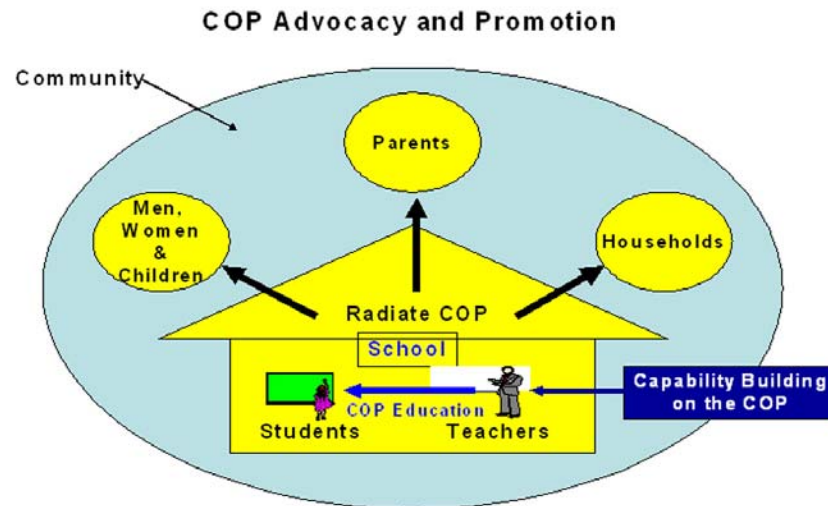 COP Advocacy and Promotion
Community
Parents
Men,
Women
&
Children
Households
Radiate COP
School
COP Education
Students
Teachers
Capability Building
on the COP